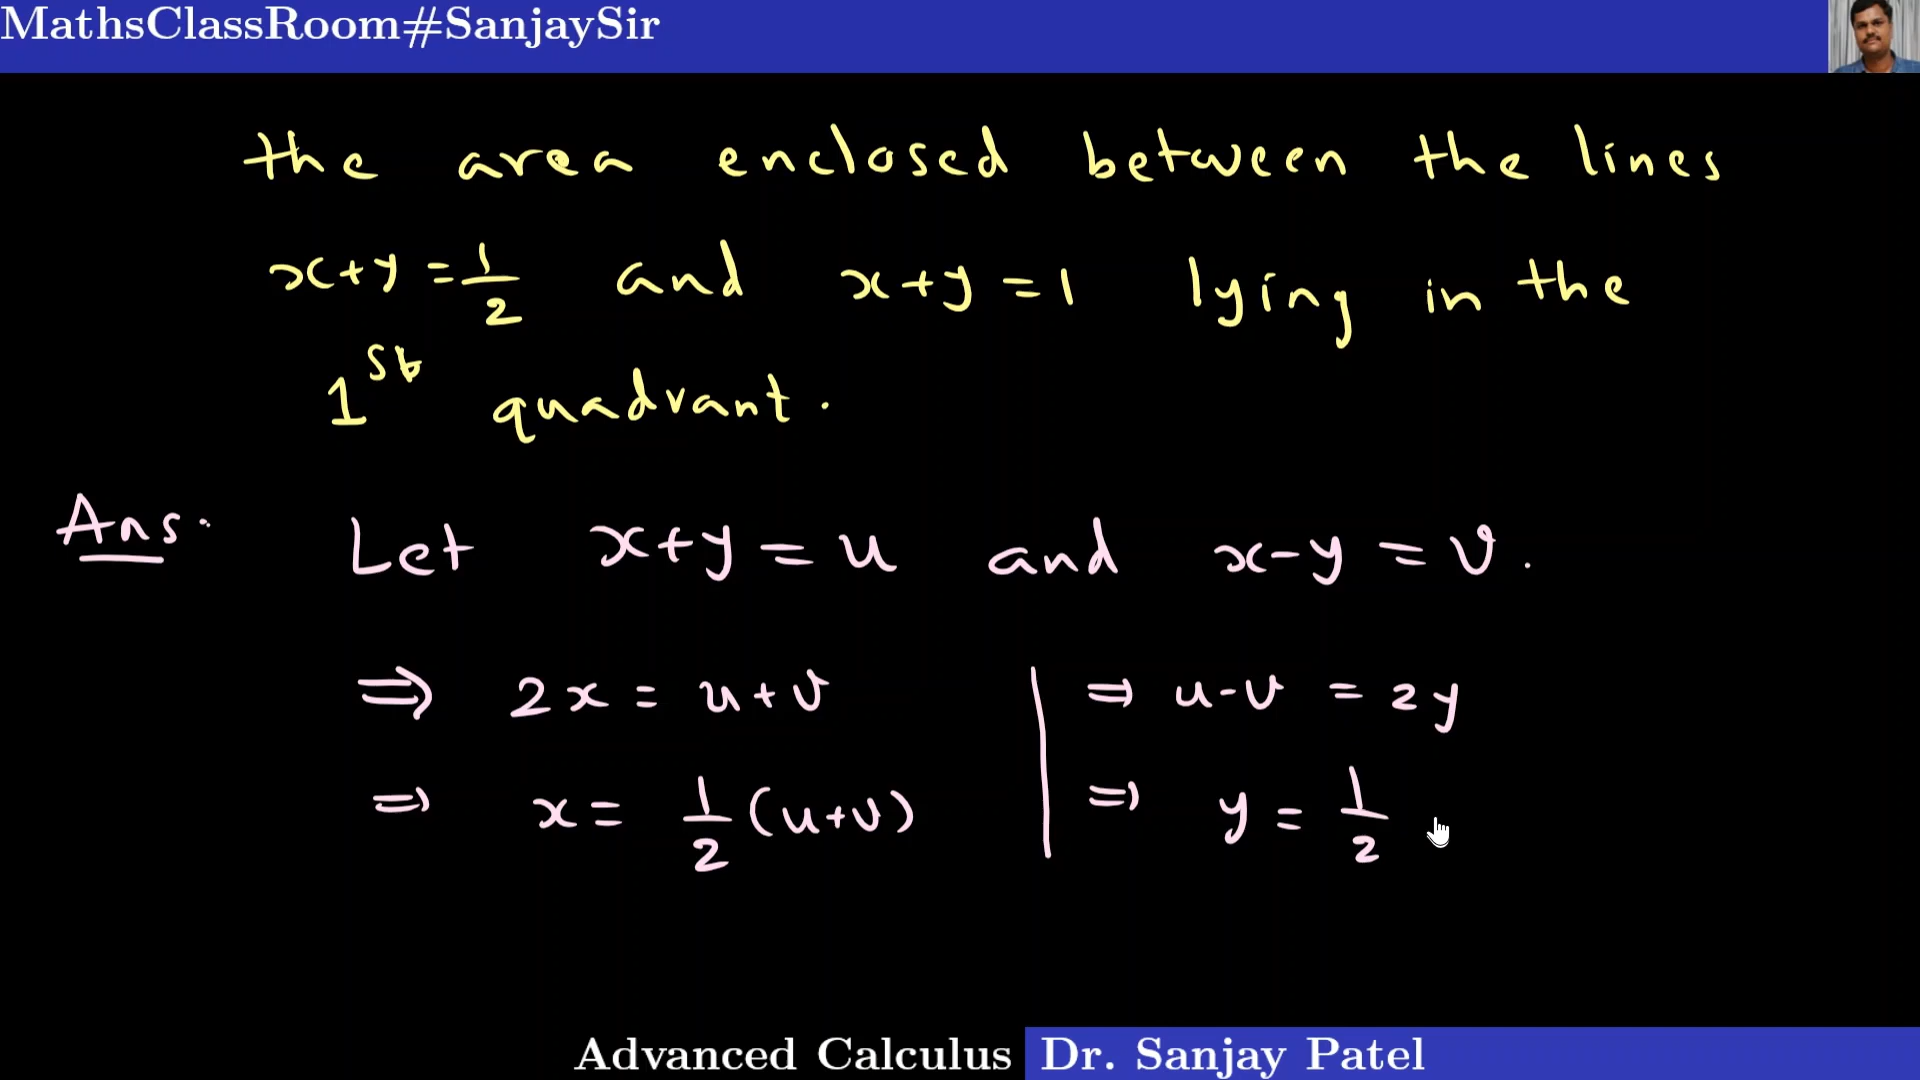 MathsClassRoom#SanjaySir
the area enclosed between the lines
x+y = 1/2 and x+y = 1 lying in the
1st quadrant.
Ans. Let x+y = u and x-y = v.
⇒ 2x = u+v ⇒ u-v = 2y
⇒ x = 1/2 (u+v) ⇒ y = 1/2
Advanced Calculus Dr. Sanjay Patel